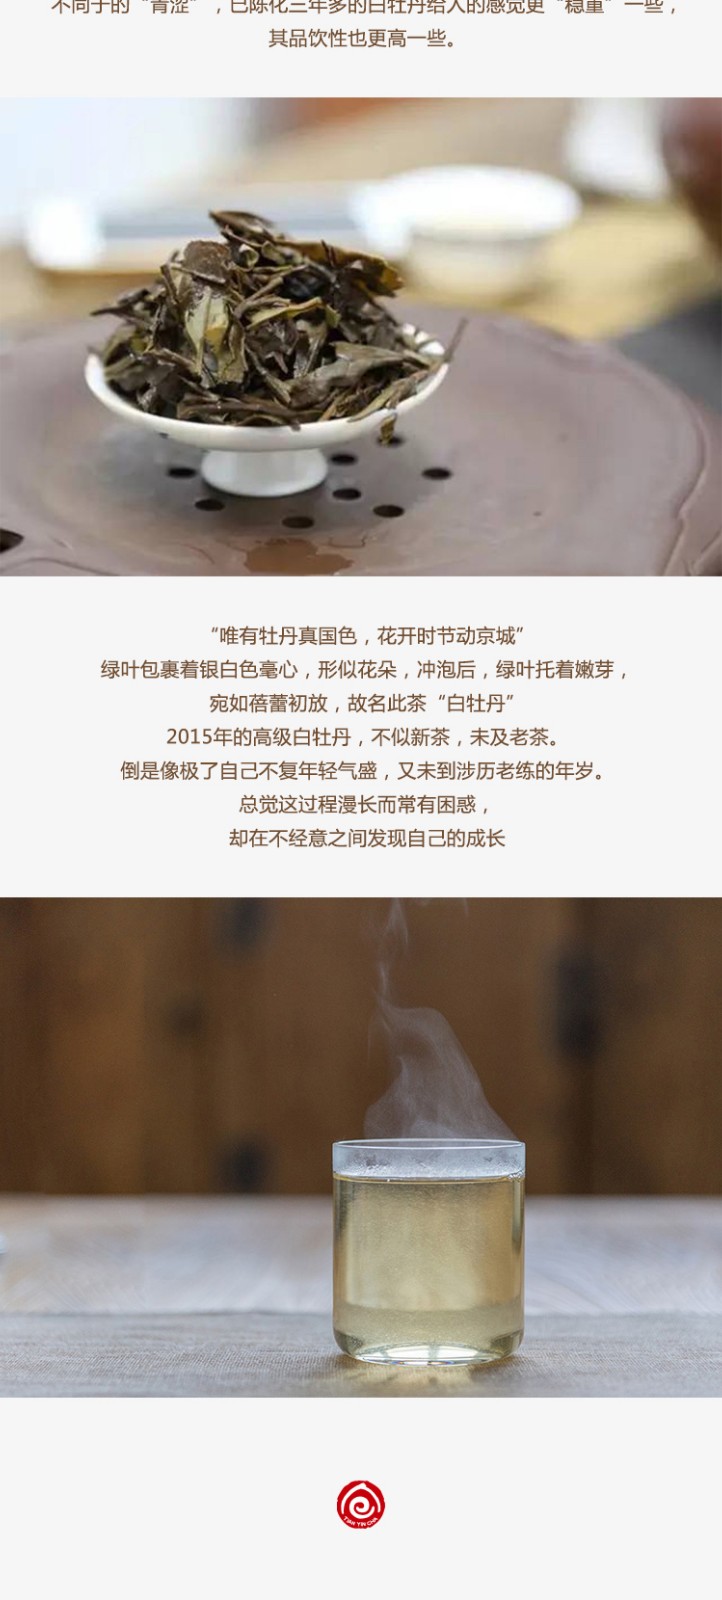 不同于的“青涩”，已陈化三年多的白牡丹给人的感觉更“稳重”一些，
其品饮性也更高一些。
“唯有牡丹真国色，花开时节动京城”
绿叶包裹着银白色毫心，形似花朵，冲泡后，绿叶托着嫩芽，
宛如蓓蕾初放，故名此茶“白牡丹”
2015年的高级白牡丹，不似新茶，未及老茶。
倒是像极了自己不复年轻气盛，又未到涉历老练的年岁。
总觉这过程漫长而常有困惑，
却在不经意之间发现自己的成长